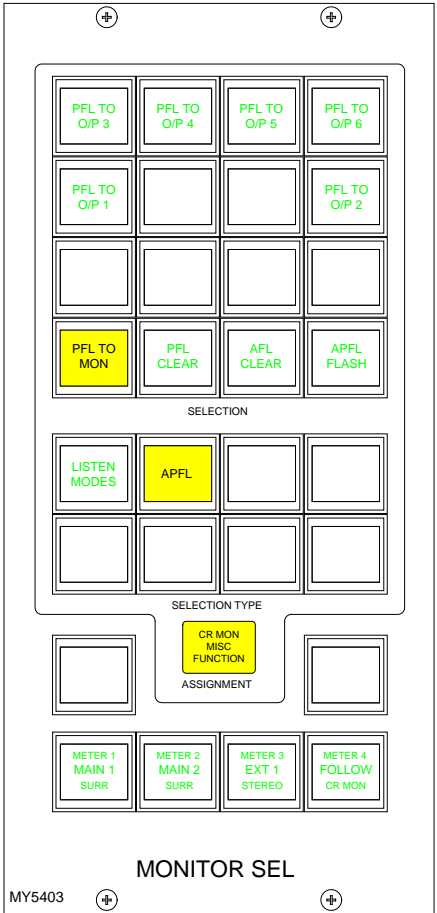 PFL TO
O/P 3
PFL TO
O/P 4
PFL TO
O/P 5
PFL TO
O/P 6
PFL TO
O/P 1
PFL TO
O/P 2
PFL TO
MON
PFL
CLEAR
AFL
CLEAR
APFL
FLASH
SELECTION
LISTEN
MODES
APFL
SELECTION TYPE
CR MON
MISC
FUNCTION
ASSIGNMENT
METER 1
MAIN 1
SURR
METER 2
MAIN 2
SURR
METER 3
EXT 1
STEREO
METER 4
FOLLOW
CR MON
MONITOR SEL
MY5403